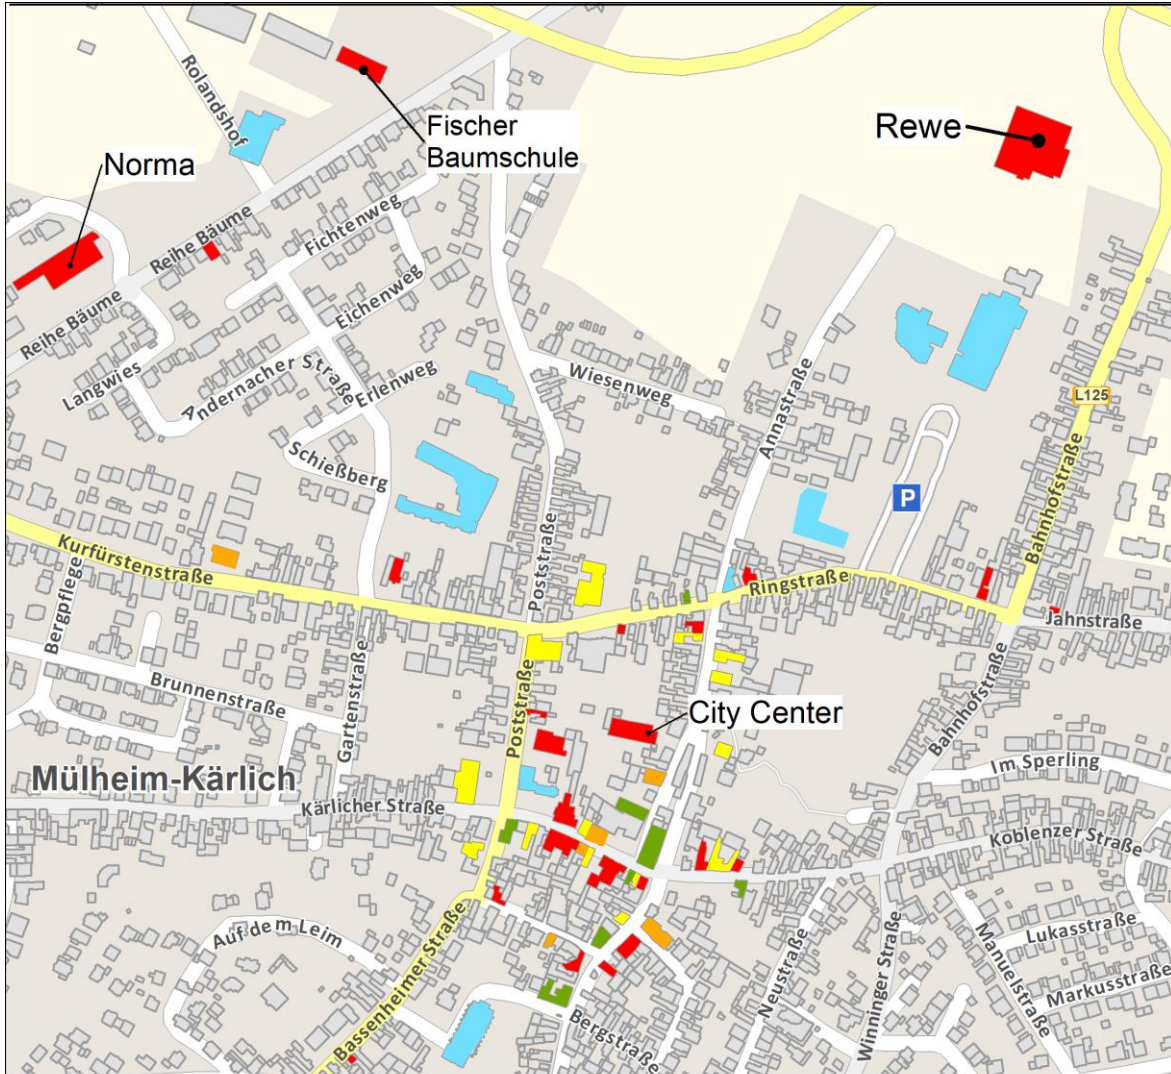 Rolandshof
Fischer
Baumschule
Rewe
Norma
Reihe Bäume
Fichtenweg
Reihe Bäume
Eichenweg
Langwies
Andernacher Straße
Erlenweg
Wiesenweg
Annastraße
L125
Schießberg
P
Bahnhofstraße
Kurfürstenstraße
Poststraße
Ringstraße
Jahnstraße
Bergpflege
Brunnenstraße
Gartenstraße
Poststraße
City Center
Bahnhofstraße
Mülheim-Kärlich
Im Sperling
Kärlicher Straße
Koblenzer Straße
Auf dem Leim
Bassenheimer Straße
Neustraße
Winninger Straße
Manuelstraße
Lukasstraße
Markusstraße
Bergstraße